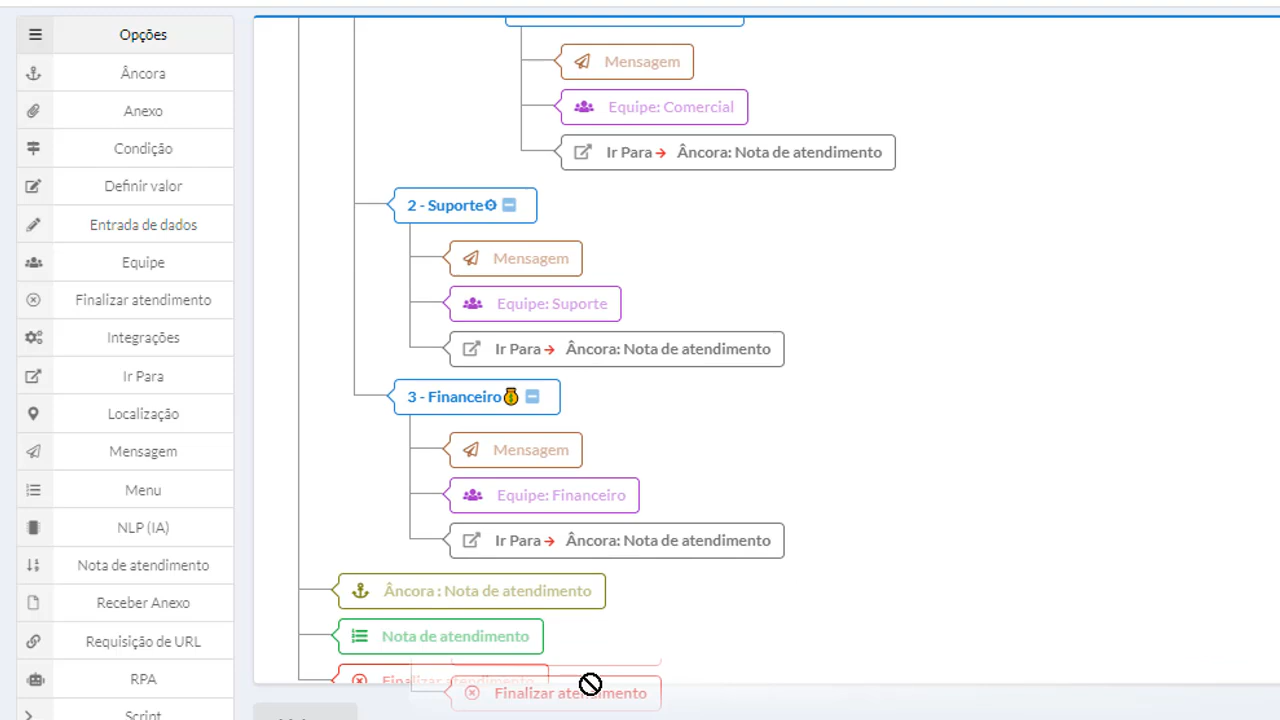 Opções
Âncora
Anexo
Condição
Definir valor
Entrada de dados
Equipe
Finalizar atendimento
Integrações
Ir Para
Localização
Mensagem
Menu
NLP (IA)
Nota de atendimento
Receber Anexo
Requisição de URL
RPA
Script
Mensagem
Equipe: Comercial
Ir Para → Âncora: Nota de atendimento
2 - Suporte
Mensagem
Equipe: Suporte
Ir Para → Âncora: Nota de atendimento
3 - Financeiro
Mensagem
Equipe: Financeiro
Ir Para → Âncora: Nota de atendimento
Âncora : Nota de atendimento
Nota de atendimento
Finalizar atendimento
Finalizar atendimento